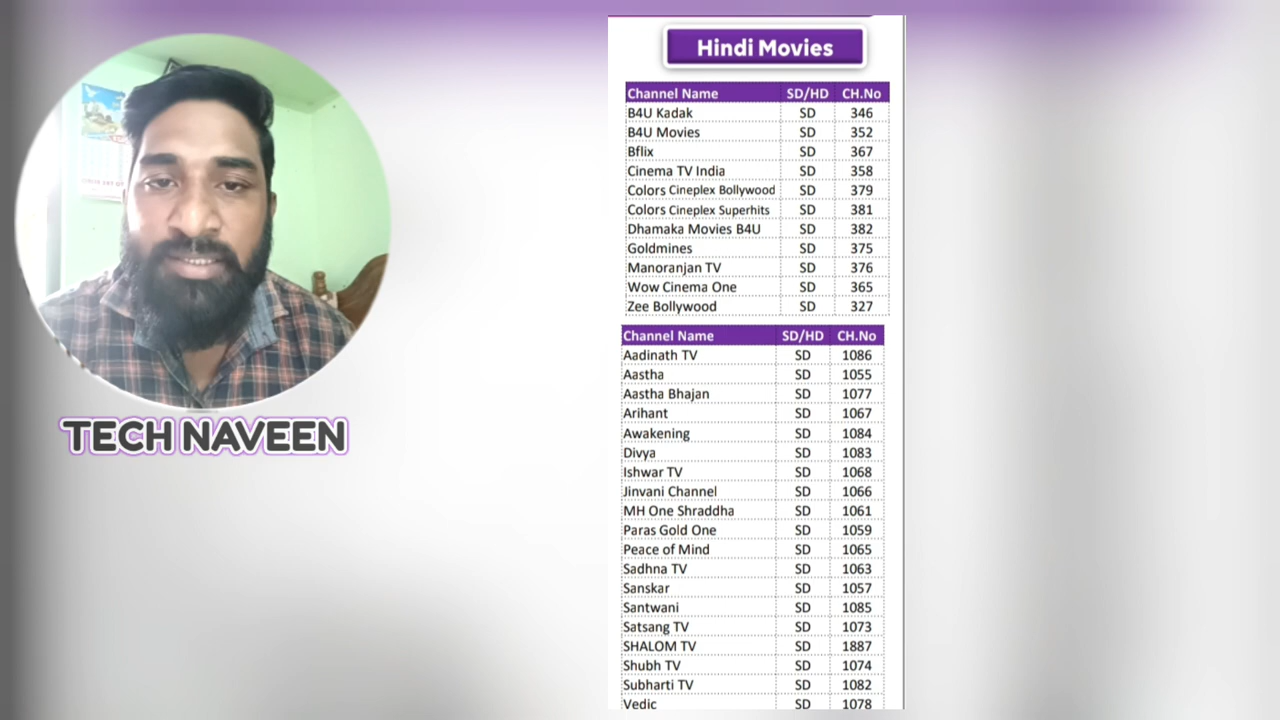 Hindi Movies
Channel Name SD/HD CH.No
B4U Kadak SD 346
B4U Movies SD 352
Bflix SD 367
Cinema TV India SD 358
Colors Cineplex Bollywood SD 379
Colors Cineplex Superhits SD 381
Dhamaka Movies B4U SD 382
Goldmines SD 375
Manoranjan TV SD 376
Wow Cinema One SD 365
Zee Bollywood SD 327
Channel Name SD/HD CH.No
Aadinath TV SD 1086
Aastha SD 1055
Aastha Bhajan SD 1077
Arihant SD 1067
Awakening SD 1084
Divya SD 1083
Ishwar TV SD 1068
Jinvani Channel SD 1066
MH One Shraddha SD 1061
Paras Gold One SD 1059
Peace of Mind SD 1065
Sadhna TV SD 1063
Sanskar SD 1057
Santwani SD 1085
Satsang TV SD 1073
SHALOM TV SD 1887
Shubh TV SD 1074
Subharti TV SD 1082
Vedic SD 1078
TECH NAVEEN